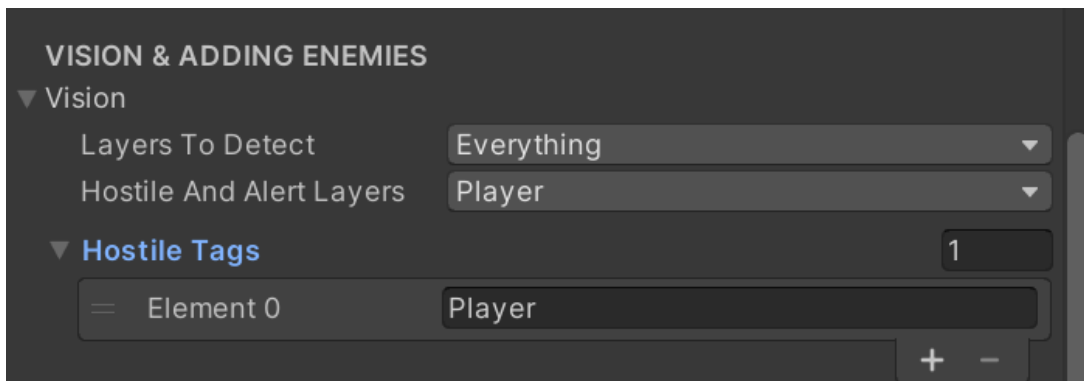 VISION & ADDING ENEMIES
Vision
Layers To Detect Everything
Hostile And Alert Layers Player
Hostile Tags 1
Element 0 Player
+ −